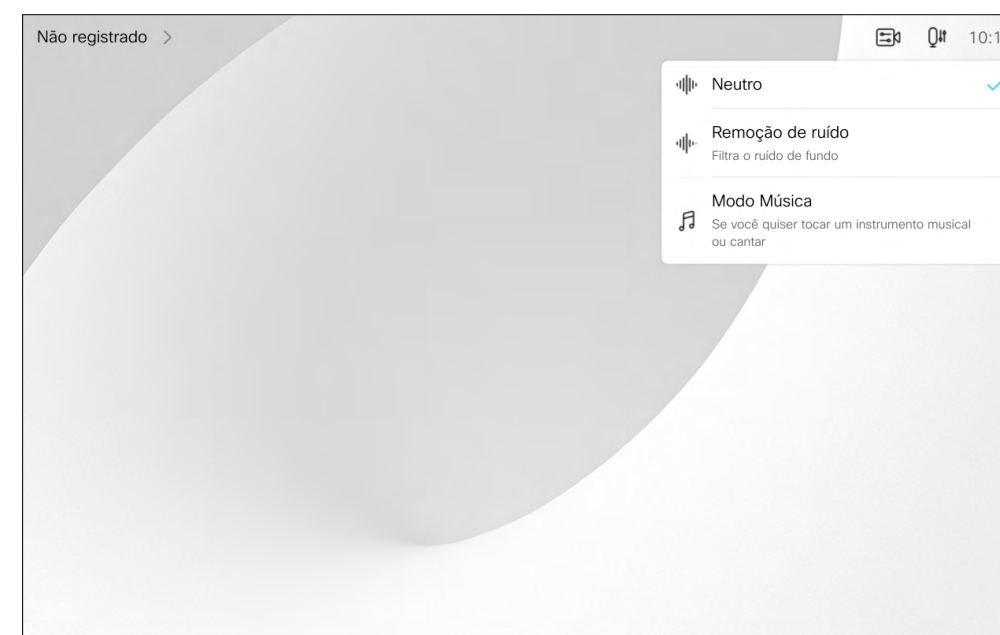 Não registrado
10:1
Neutro
Remoção de ruído
Filtra o ruído de fundo
Modo Música
Se você quiser tocar um instrumento musical
ou cantar